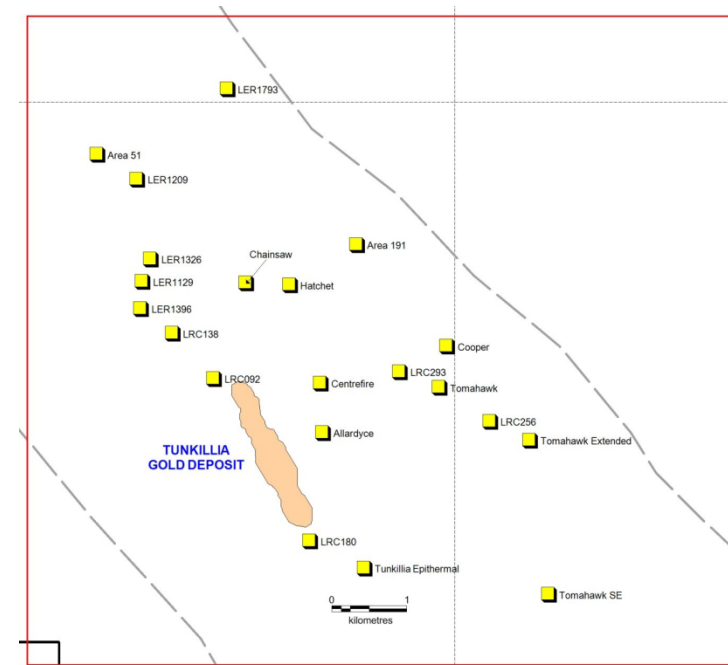 LER1793
Area 51
LER1209
Area 191
Chainsaw
LER1326
LER1129
Hatchet
LER1396
LRC138
Cooper
LRC092
Centrefire
LRC293
Tomahawk
LRC256
Allardyce
Tomahawk Extended
TUNKILLIA
GOLD DEPOSIT
LRC180
Tunkillia Epithermal
Tomahawk SE
0 1
kilometres